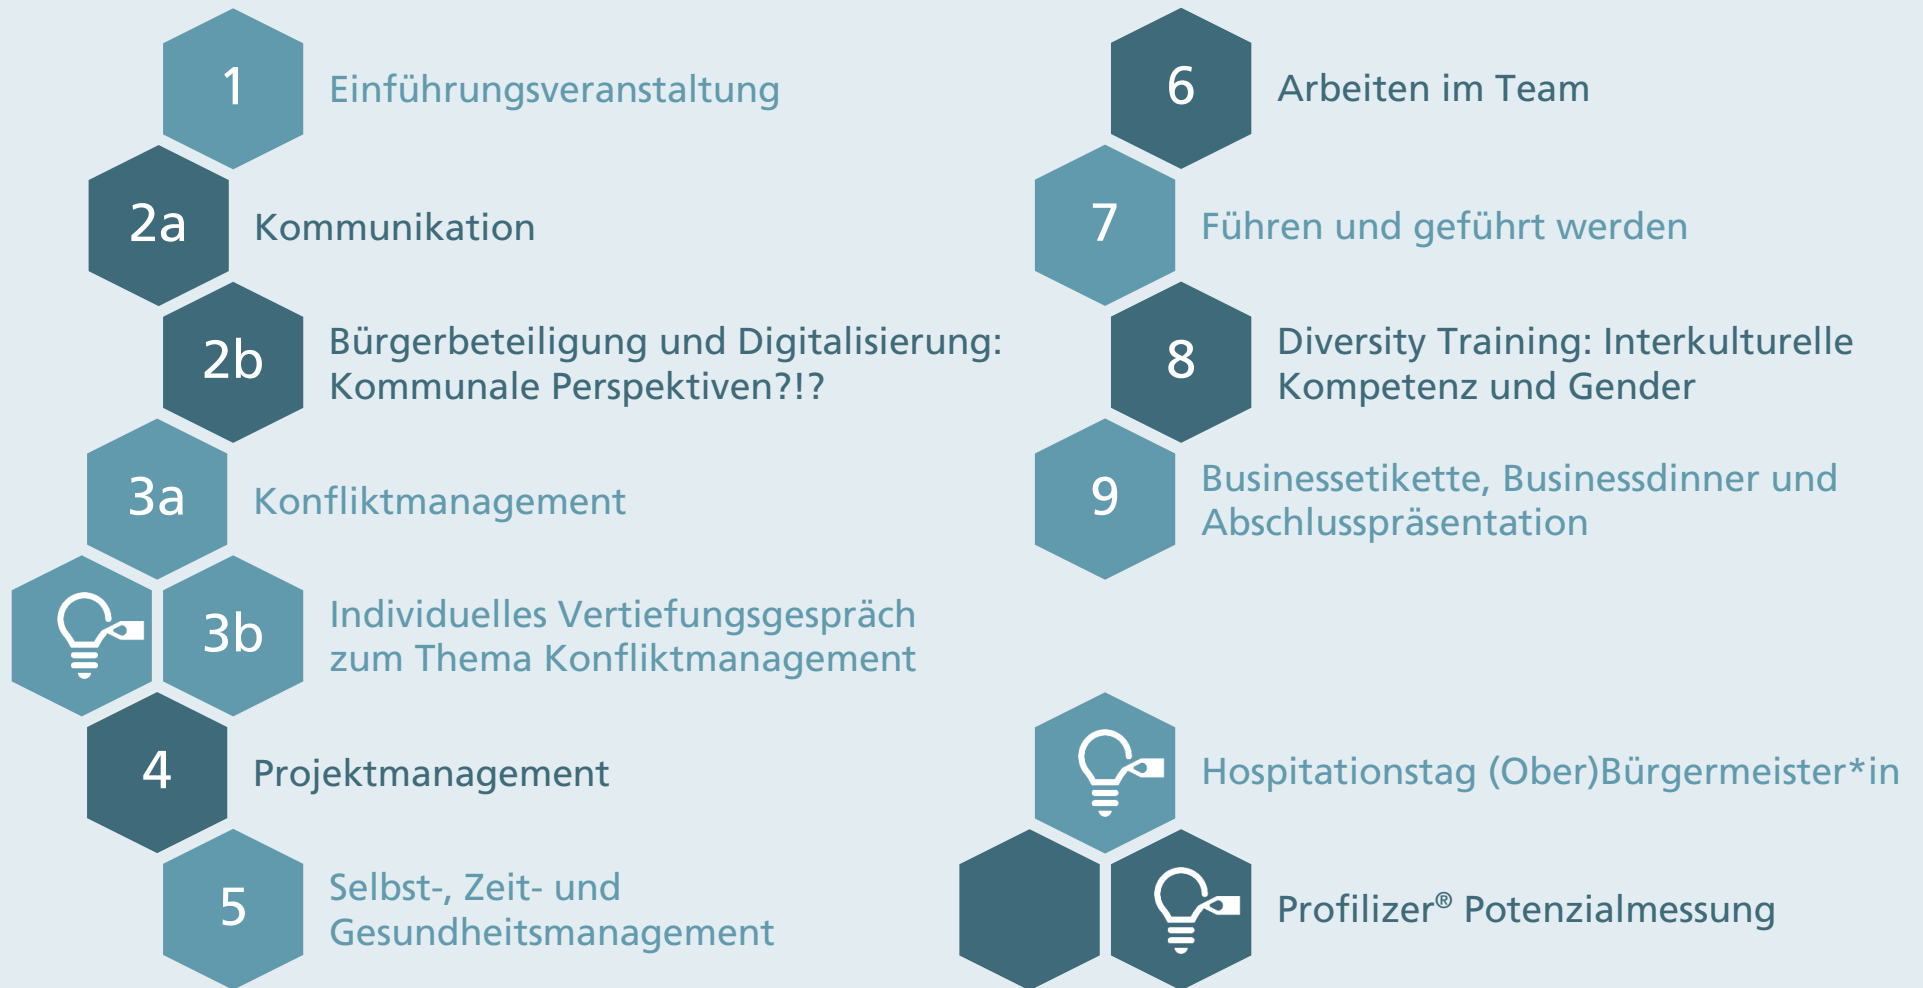 1 Einführungsveranstaltung
2a Kommunikation
2b Bürgerbeteiligung und Digitalisierung:
Kommunale Perspektiven?!?
3a Konfliktmanagement
3b Individuelles Vertiefungsgespräch
zum Thema Konfliktmanagement
4 Projektmanagement
5 Selbst-, Zeit- und
Gesundheitsmanagement
6 Arbeiten im Team
7 Führen und geführt werden
8 Diversity Training: Interkulturelle
Kompetenz und Gender
9 Businessetikette, Businessdinner und
Abschlusspräsentation
Hospitationstag (Ober)Bürgermeister*in
Profilizer® Potenzialmessung